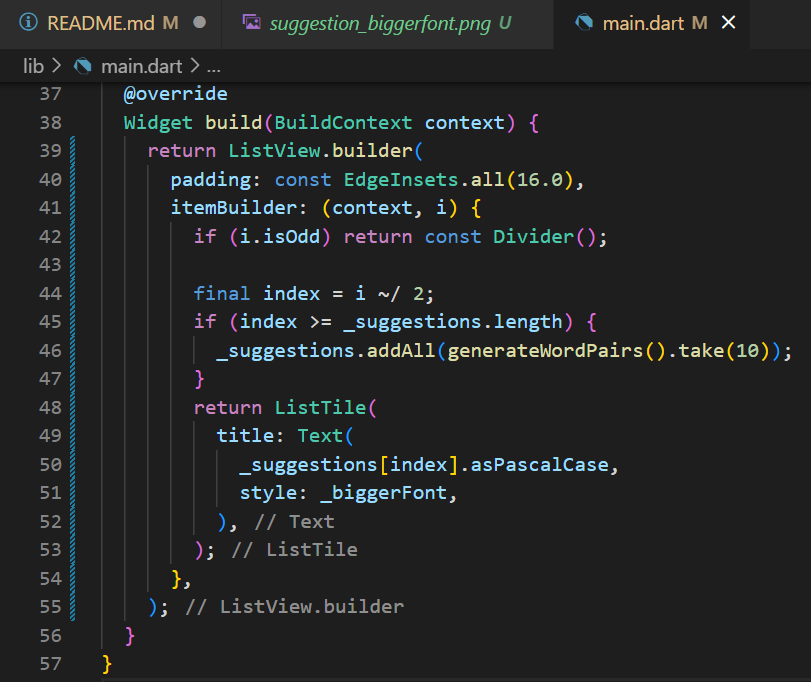 README.md M
suggestion_biggerfont.png U
main.dart M
lib > main.dart > ...
37 @override
38 Widget build(BuildContext context) {
39 return ListView.builder(
40 padding: const EdgeInsets.all(16.0),
41 itemBuilder: (context, i) {
42 if (i.isOdd) return const Divider();
43
44 final index = i ~/ 2;
45 if (index >= _suggestions.length) {
46 _suggestions.addAll(generateWordPairs().take(10));
47 }
48 return ListTile(
49 title: Text(
50 _suggestions[index].asPascalCase,
51 style: _biggerFont,
52 ), // Text
53 ); // ListTile
54 },
55 ); // ListView.builder
56 }
57 }